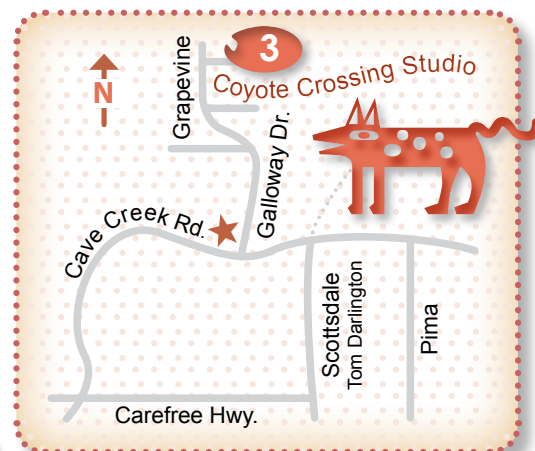 3
Coyote Crossing Studio
N
Grapevine
Galloway Dr.
Cave Creek Rd.
Scottsdale
Tom Darlington
Pima
Carefree Hwy.